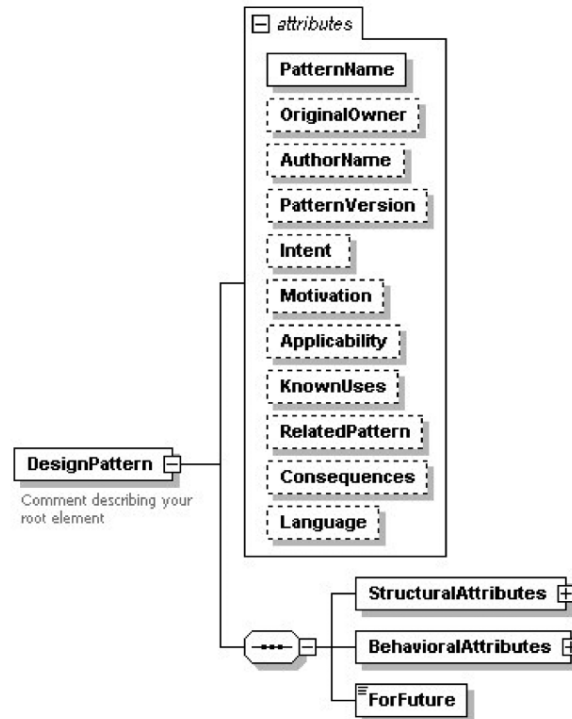 attributes
PatternName
OriginalOwner
AuthorName
PatternVersion
Intent
Motivation
Applicability
KnownUses
RelatedPattern
Consequences
Language
DesignPattern
Comment describing your
root element
StructuralAttributes
BehavioralAttributes
ForFuture